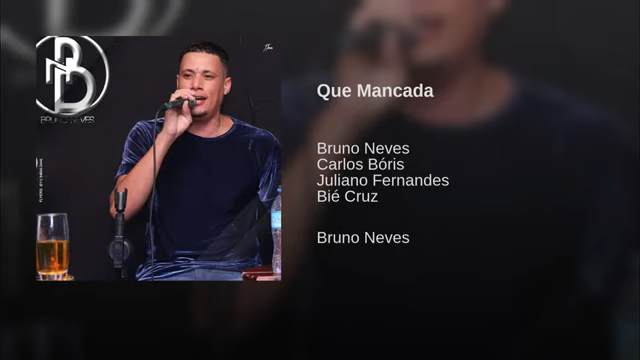 BRUNO NEVES
Que Mancada
Bruno Neves
Carlos Bóris
Juliano Fernandes
Bié Cruz
Bruno Neves